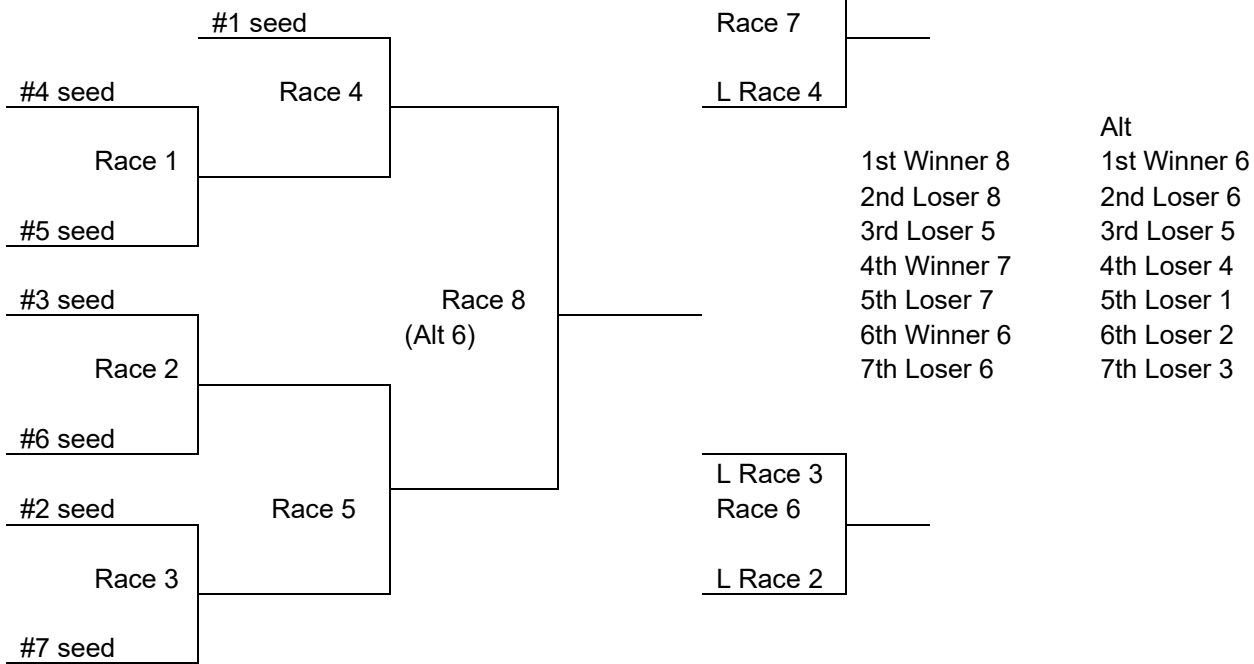 #1 seed
#4 seed
Race 4
Race 1
#5 seed
#3 seed
Race 8
(Alt 6)
Race 2
#6 seed
#2 seed
Race 5
Race 3
#7 seed
Race 7
L Race 4
1st Winner 8
2nd Loser 8
3rd Loser 5
4th Winner 7
5th Loser 7
6th Winner 6
7th Loser 6
Alt
1st Winner 6
2nd Loser 6
3rd Loser 5
4th Loser 4
5th Loser 1
6th Loser 2
7th Loser 3
L Race 3
Race 6
L Race 2